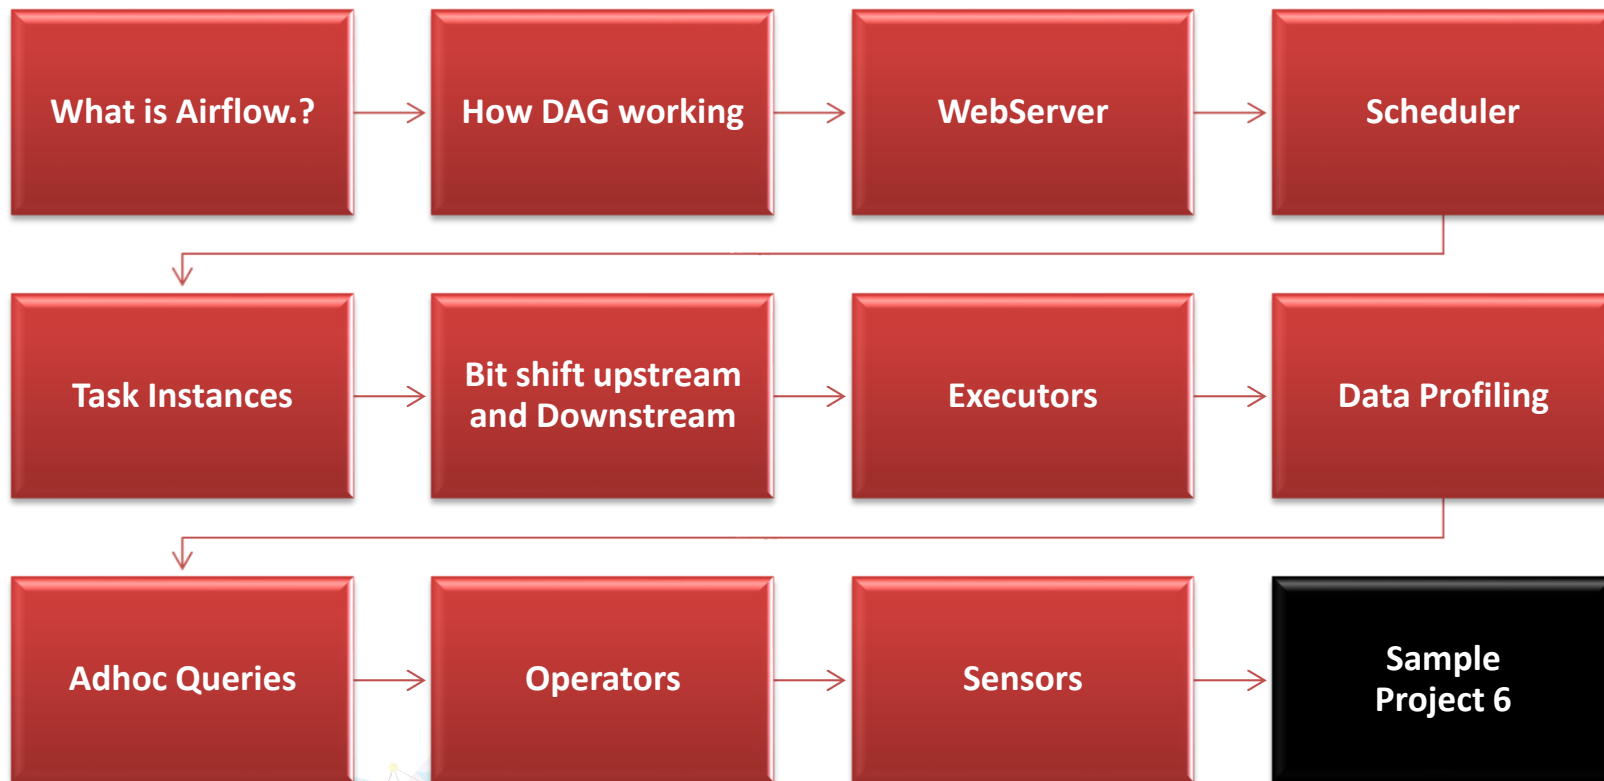 What is Airflow.?
How DAG working
WebServer
Scheduler
Task Instances
Bit shift upstream
and Downstream
Executors
Data Profiling
Adhoc Queries
Operators
Sensors
Sample
Project 6